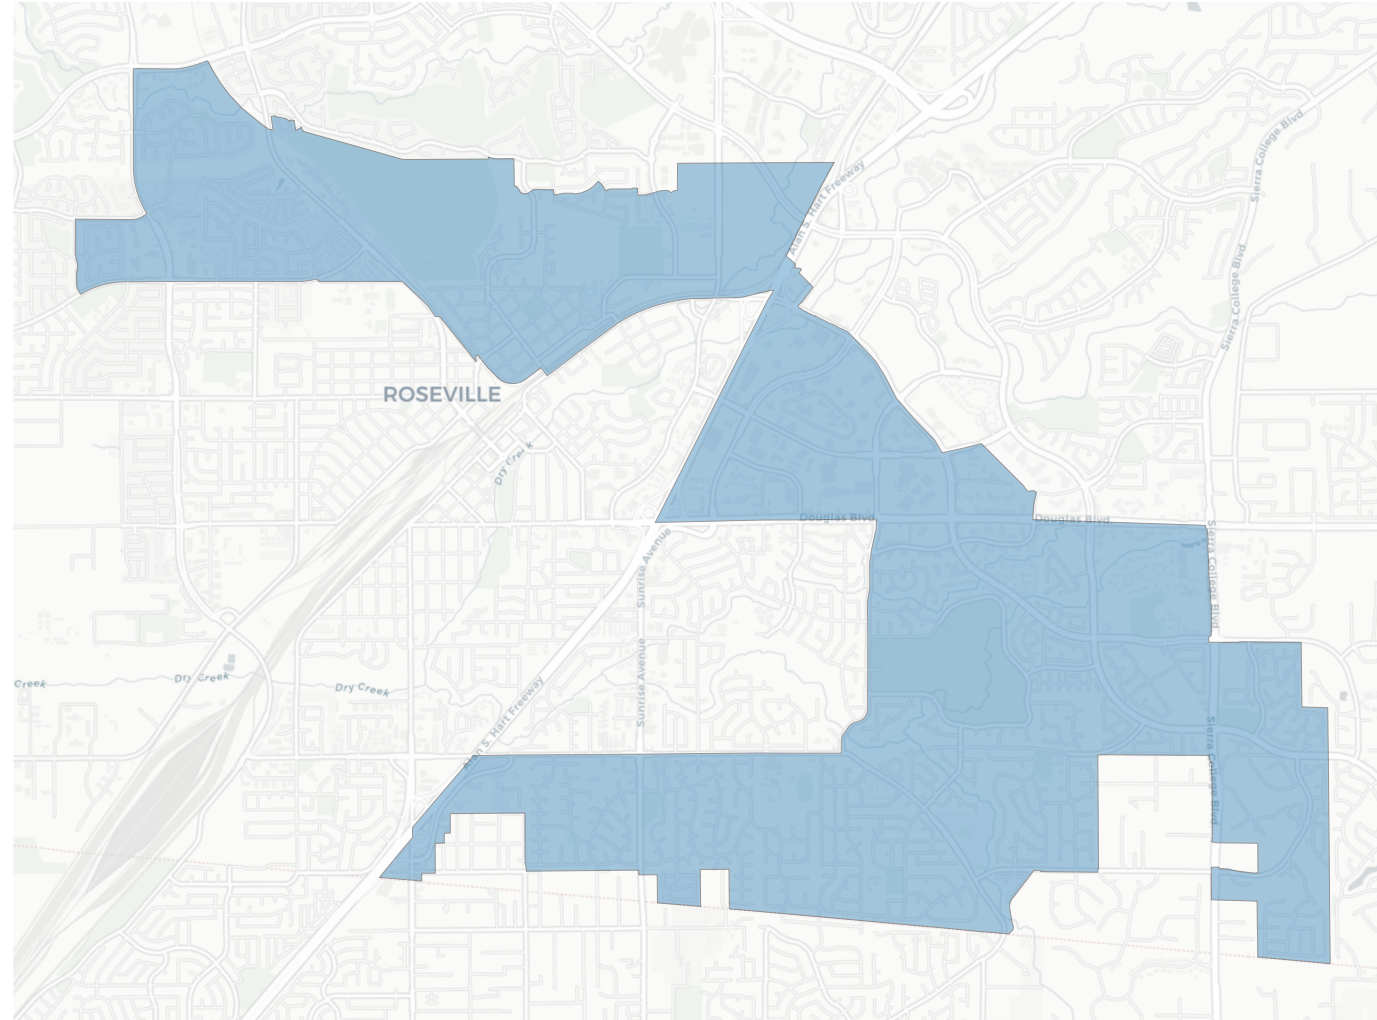 Sierra College Blvd
Alan S. Hart Freeway
Sierra College Blvd
ROSEVILLE
Dry Creek
Douglas Blvd
Douglas Blvd
Sunrise Avenue
Sierra College Blvd
Creek
Dry Creek
Dry Creek
Sunrise Avenue
Alan S. Hart Freeway
Sierra College Blvd